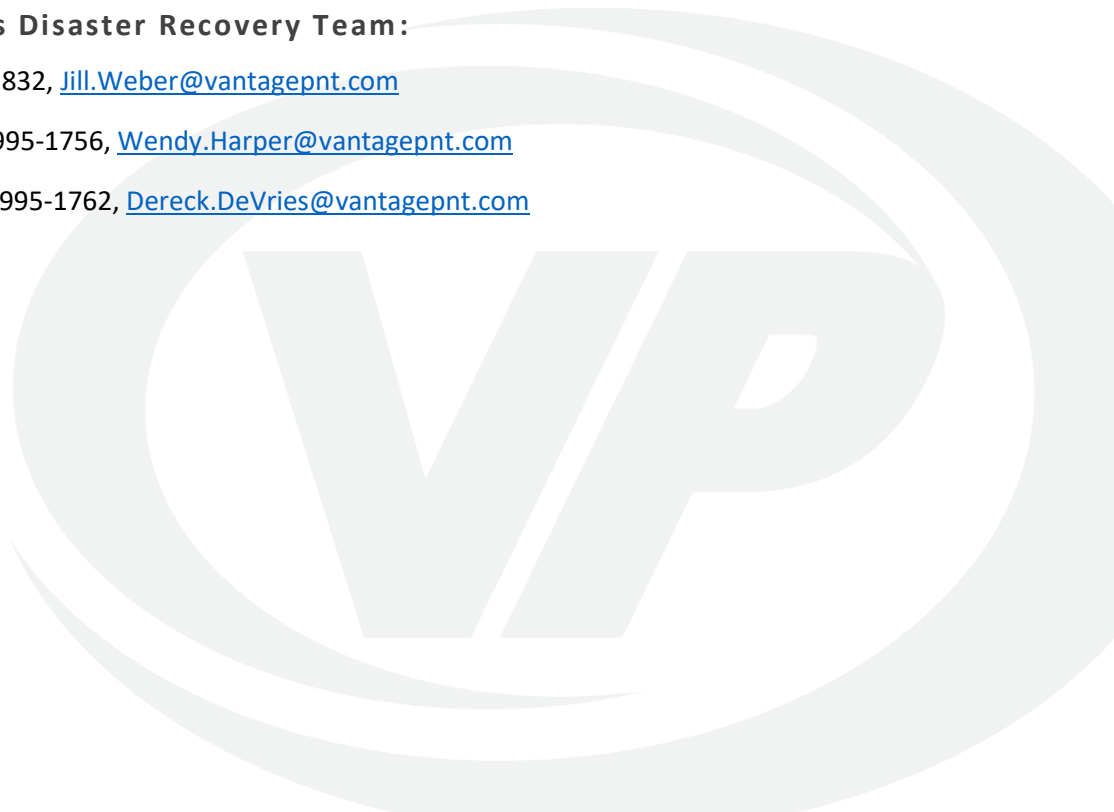 s Disaster Recovery Team:
832, Jill.Weber@vantagepnt.com
995-1756, Wendy.Harper@vantagepnt.com
995-1762, Dereck.DeVries@vantagepnt.com
VP